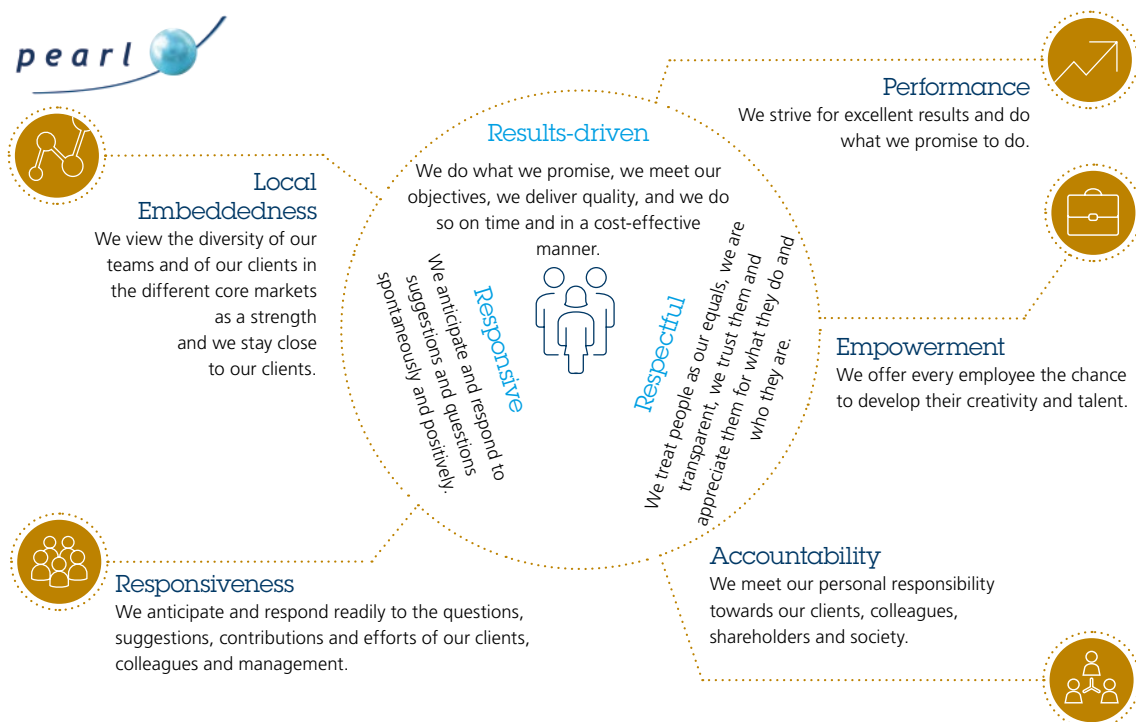 pearl
Performance
We strive for excellent results and do
what we promise to do.
Results-driven
We do what we promise, we meet our
objectives, we deliver quality, and we do
so on time and in a cost-effective
manner.
Local
Embeddedness
We view the diversity of our
teams and of our clients in
the different core markets
as a strength
and we stay close
to our clients.
Responsive
We anticipate and respond to
suggestions and questions
spontaneously and positively.
Respectful
We treat people as our equals, we are
transparent, we trust them and
appreciate them for what they do and
who they are.
Empowerment
We offer every employee the chance
to develop their creativity and talent.
Responsiveness
We anticipate and respond readily to the questions,
suggestions, contributions and efforts of our clients,
colleagues and management.
Accountability
We meet our personal responsibility
towards our clients, colleagues,
shareholders and society.